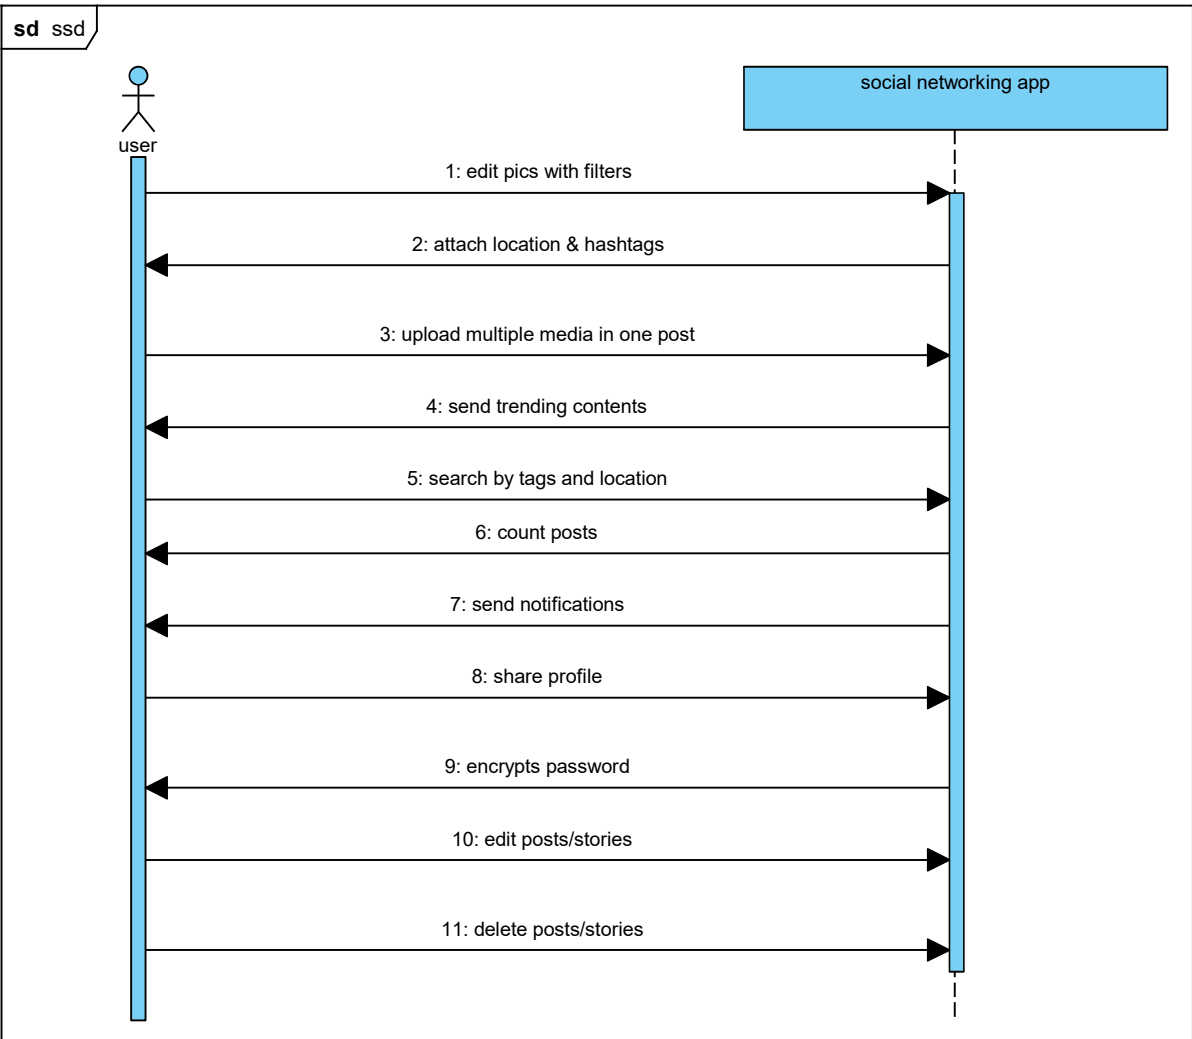 sd ssd
social networking app
user
1: edit pics with filters
2: attach location & hashtags
3: upload multiple media in one post
4: send trending contents
5: search by tags and location
6: count posts
7: send notifications
8: share profile
9: encrypts password
10: edit posts/stories
11: delete posts/stories